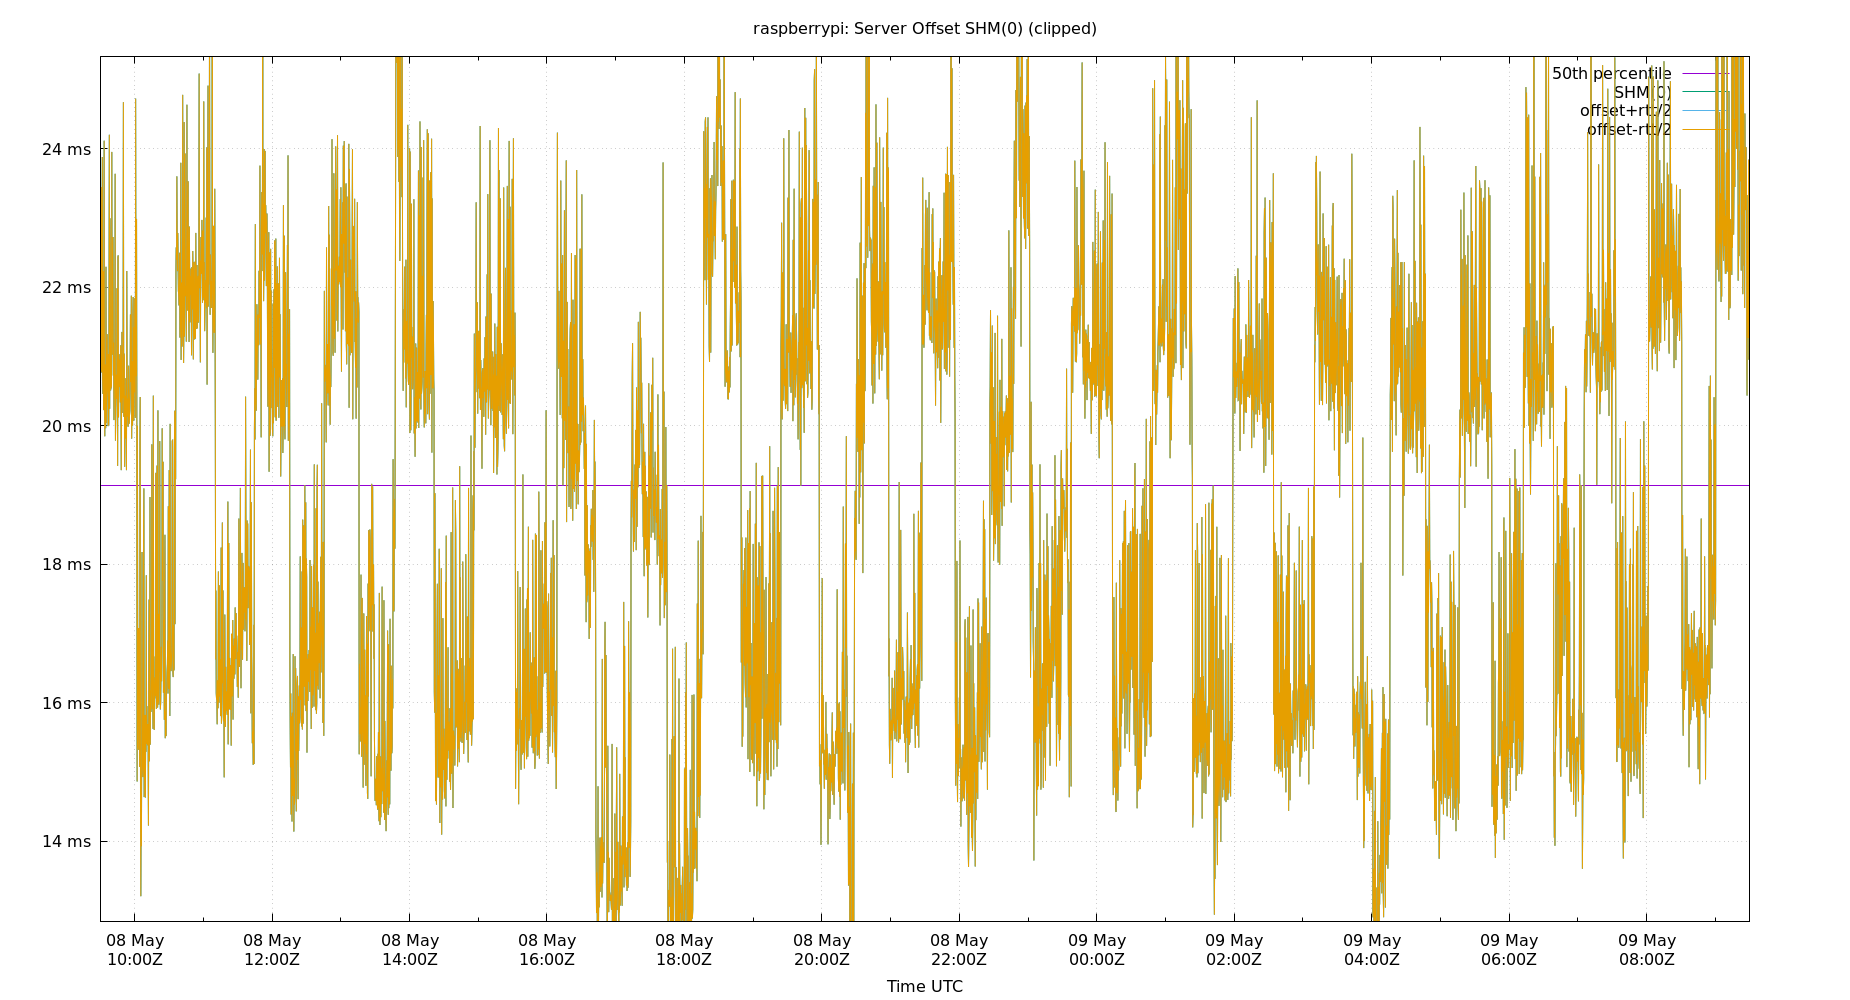 raspberrypi: Server Offset SHM(0) (clipped)
50th percentile
SHM(0)
offset+rtt/2
offset-rtt/2
24 ms
22 ms
20 ms
18 ms
16 ms
14 ms
08 May 08 May 08 May 08 May 08 May 08 May 08 May 09 May 09 May 09 May 09 May 09 May
10:00Z 12:00Z 14:00Z 16:00Z 18:00Z 20:00Z 22:00Z 00:00Z 02:00Z 04:00Z 06:00Z 08:00Z
Time UTC